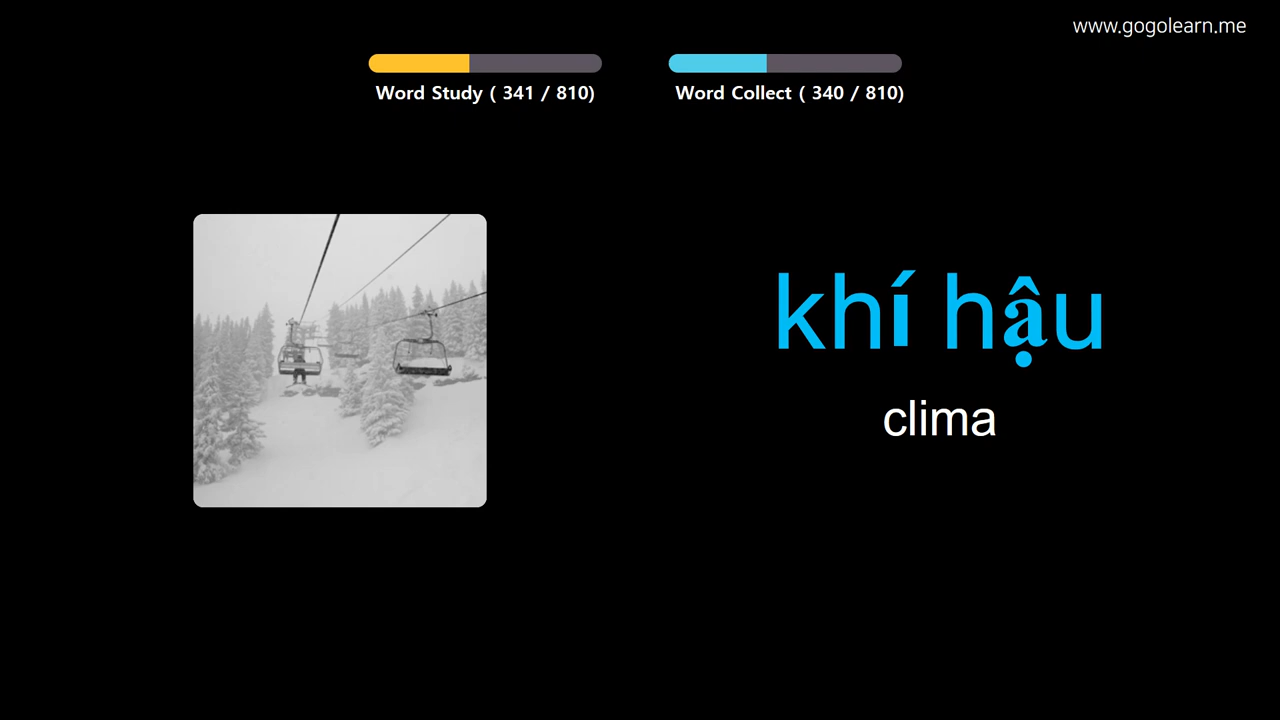 www.gogolearn.me
Word Study ( 341 / 810)
Word Collect ( 340 / 810)
khí hậu
clima